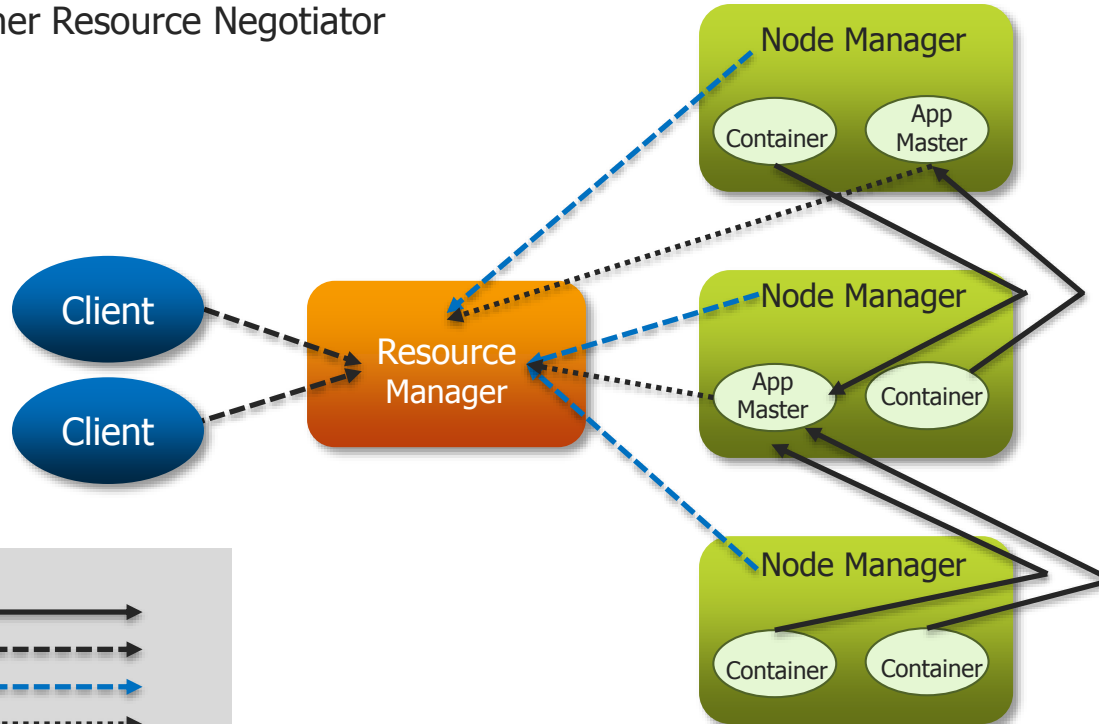 ner Resource Negotiator
Node Manager
Container
App
Master
Client
Client
Resource
Manager
Node Manager
App
Master
Container
Node Manager
Container
Container